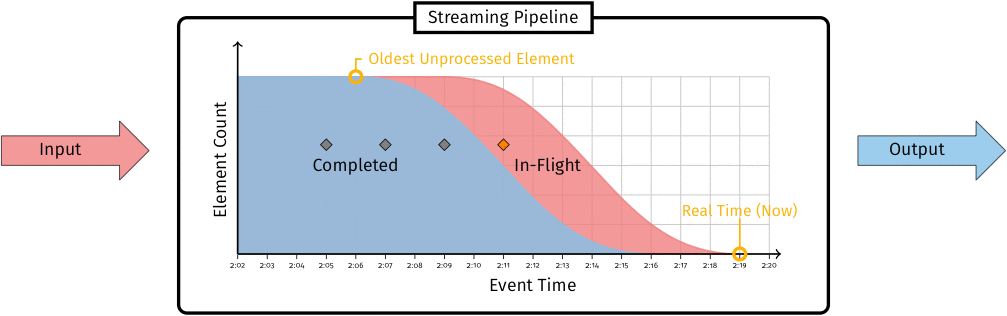 Streaming Pipeline
Oldest Unprocessed Element
Input
Element Count
Completed
In-Flight
Output
Real Time (Now)
2:02 2:03 2:04 2:05 2:06 2:07 2:08 2:09 2:10 2:11 2:12 2:13 2:14 2:15 2:16 2:17 2:18 2:19 2:20
Event Time